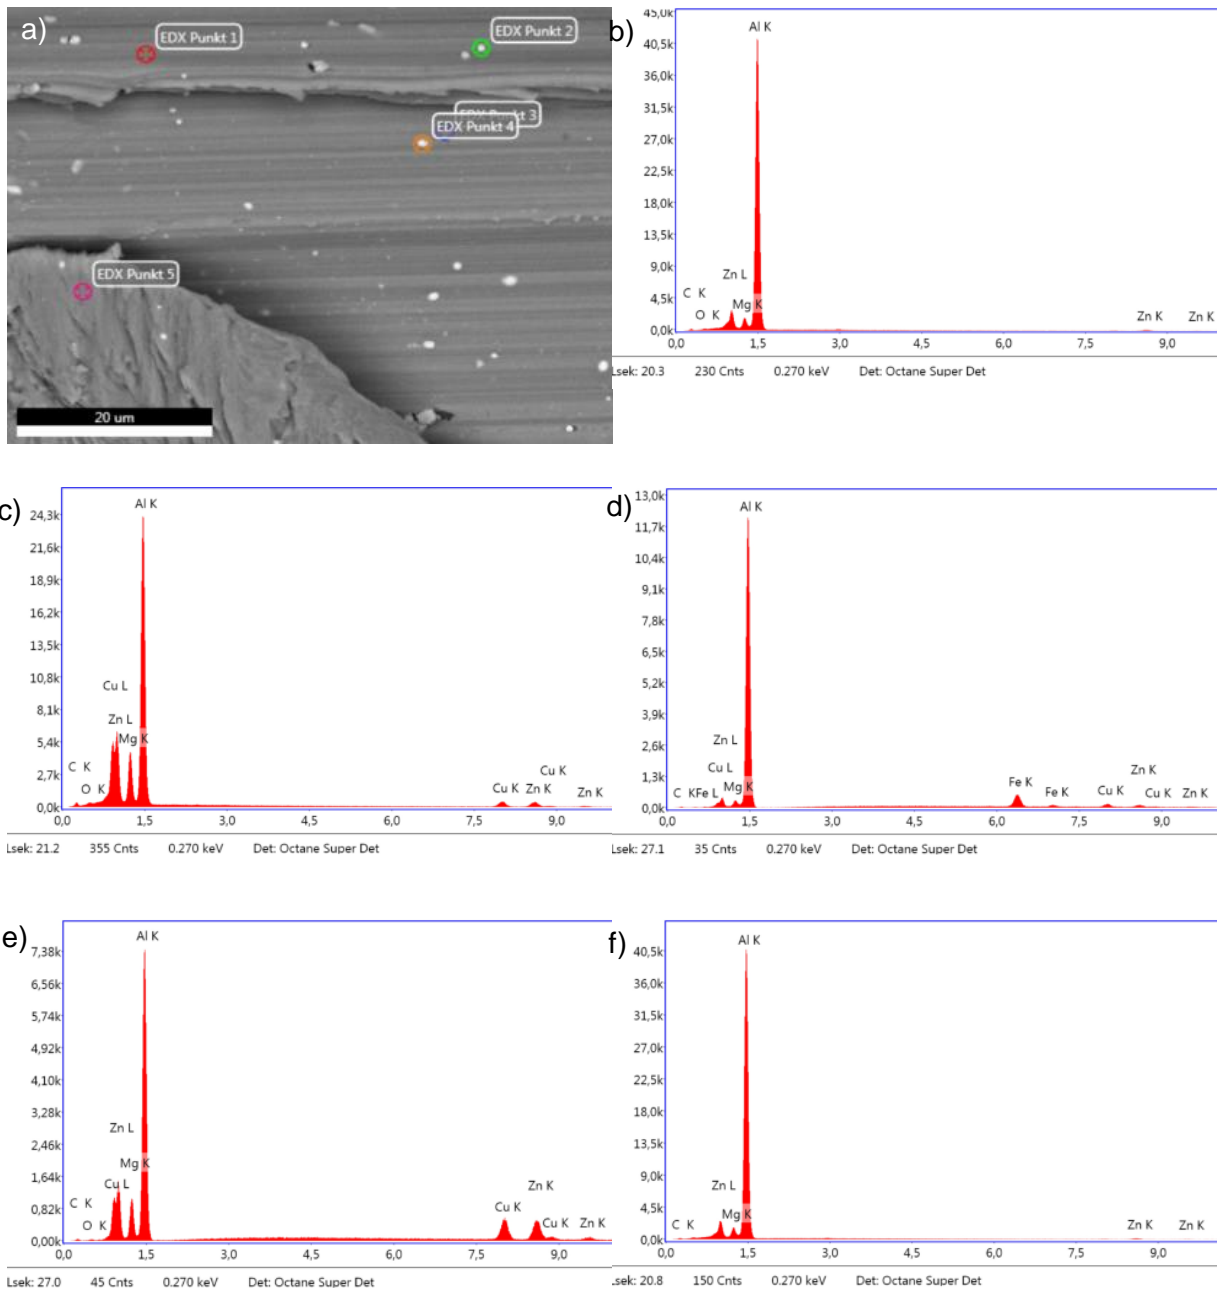 a)
EDX Punkt 1
EDX Punkt 2
EDX Punkt 3
EDX Punkt 4
EDX Punkt 5
20 um
b)
45,0k
Al K
40,5k
36,0k
31,5k
27,0k
22,5k
18,0k
13,5k
9,0k
Zn L
4,5k
C K
Mg K
O K
Zn K
Zn K
0,0k
0,0 1,5 3,0 4,5 6,0 7,5 9,0
Lsek: 20.3 230 Cnts 0.270 keV Det: Octane Super Det
c)
Al K
24,3k
21,6k
18,9k
16,2k
13,5k
10,8k
Cu L
8,1k
Zn L
5,4k
Mg K
C K
2,7k
O K
Cu K
Cu K
Zn K
Zn K
0,0k
0,0 1,5 3,0 4,5 6,0 7,5 9,0
Lsek: 21.2 355 Cnts 0.270 keV Det: Octane Super Det
d)
13,0k
Al K
11,7k
10,4k
9,1k
7,8k
6,5k
5,2k
3,9k
Zn L
2,6k
Cu L
1,3k
Mg K
C K
Fe L
Fe K
Fe K
Cu K
Zn K
Cu K
Zn K
0,0k
0,0 1,5 3,0 4,5 6,0 7,5 9,0
Lsek: 27.1 35 Cnts 0.270 keV Det: Octane Super Det
e)
Al K
7,38k
6,56k
5,74k
4,92k
4,10k
3,28k
Zn L
2,46k
Mg K
1,64k
Cu L
C K
0,82k
O K
Cu K
Zn K
Cu K
Zn K
0,00k
0,0 1,5 3,0 4,5 6,0 7,5 9,0
Lsek: 27.0 45 Cnts 0.270 keV Det: Octane Super Det
f)
Al K
40,5k
36,0k
31,5k
27,0k
22,5k
18,0k
13,5k
9,0k
Zn L
4,5k
Mg K
C K
Zn K
Zn K
0,0k
0,0 1,5 3,0 4,5 6,0 7,5 9,0
Lsek: 20.8 150 Cnts 0.270 keV Det: Octane Super Det